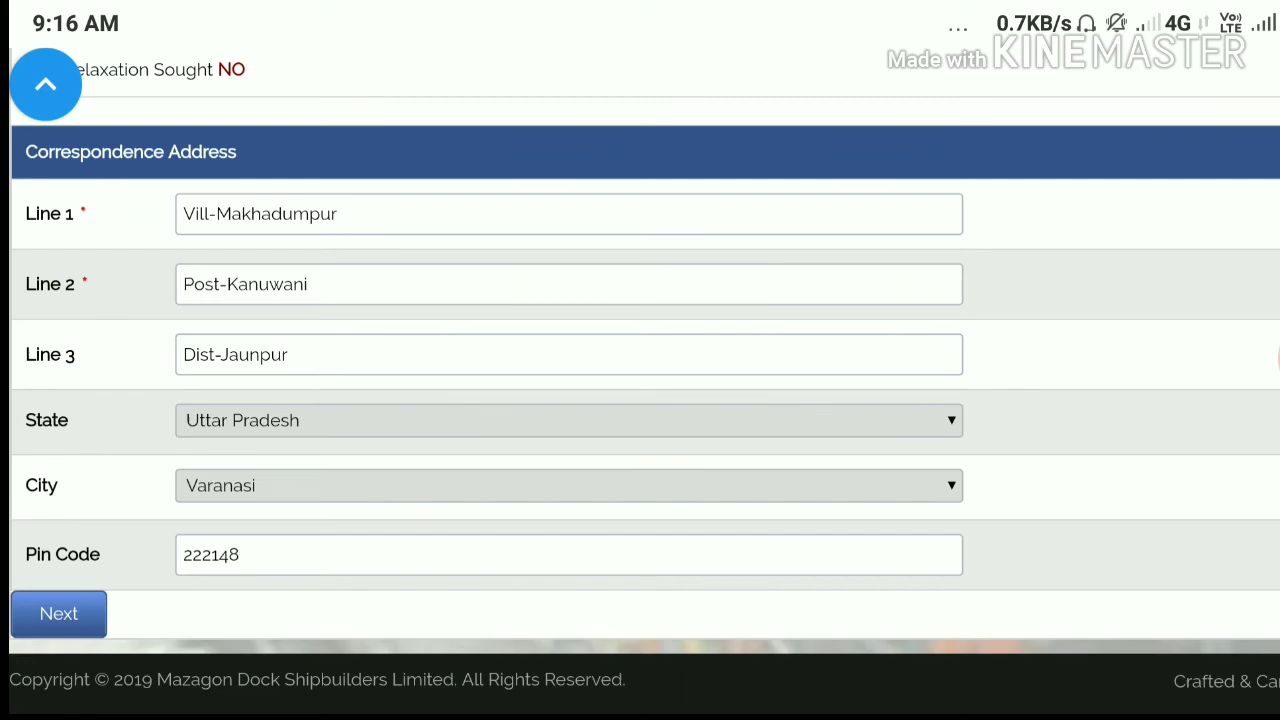 9:16 AM
... 0.7KB/s 4G Vo) LTE
Made with KINEMASTER
elaxation Sought NO
Correspondence Address
Line 1 *
Vill-Makhadumpur
Line 2 *
Post-Kanuwani
Line 3
Dist-Jaunpur
State
Uttar Pradesh
City
Varanasi
Pin Code
222148
Next
Copyright © 2019 Mazagon Dock Shipbuilders Limited. All Rights Reserved.
Crafted & Ca